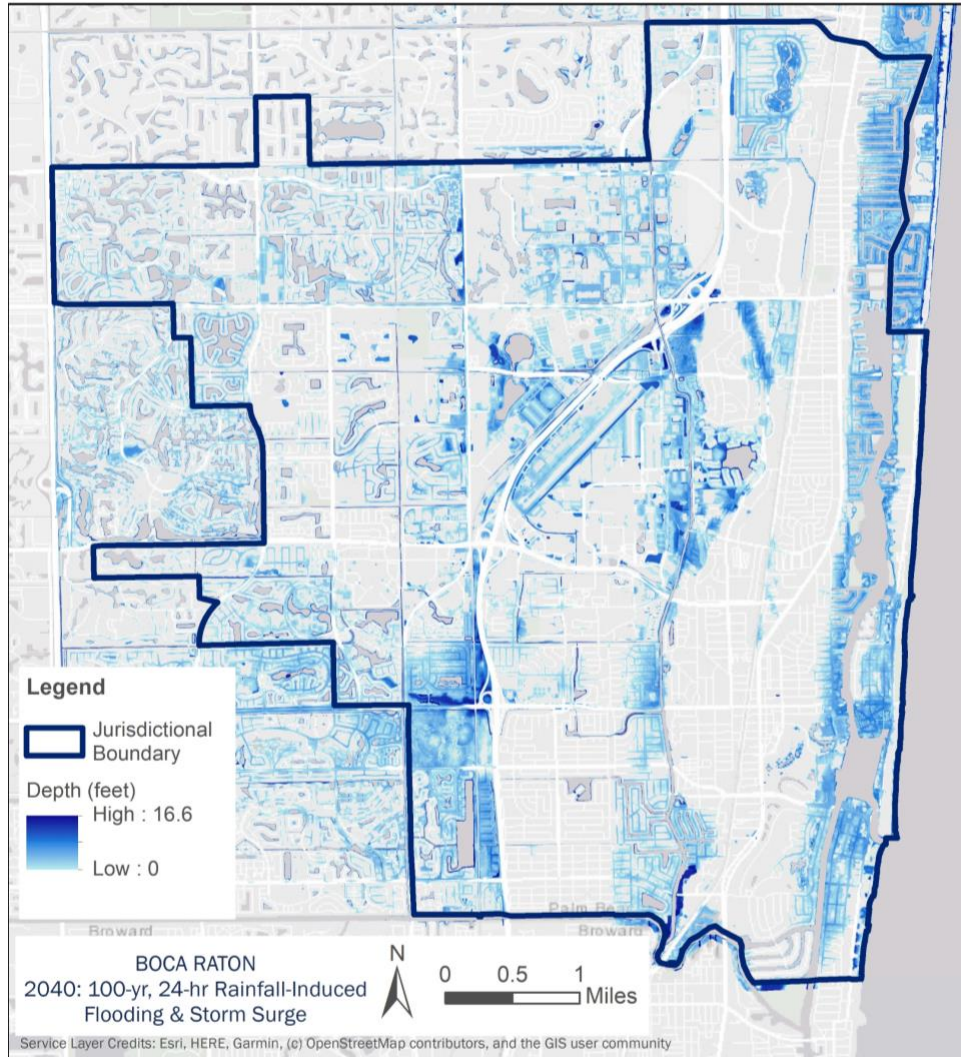 Legend
Jurisdictional
Boundary
Depth (feet)
High : 16.6
Low : 0
Palm Bea
Broward
Broward
BOCA RATON
2040: 100-yr, 24-hr Rainfall-Induced
Flooding & Storm Surge
N
0 0.5 1
Miles
Service Layer Credits: Esri, HERE, Garmin, (c) OpenStreetMap contributors, and the GIS user community